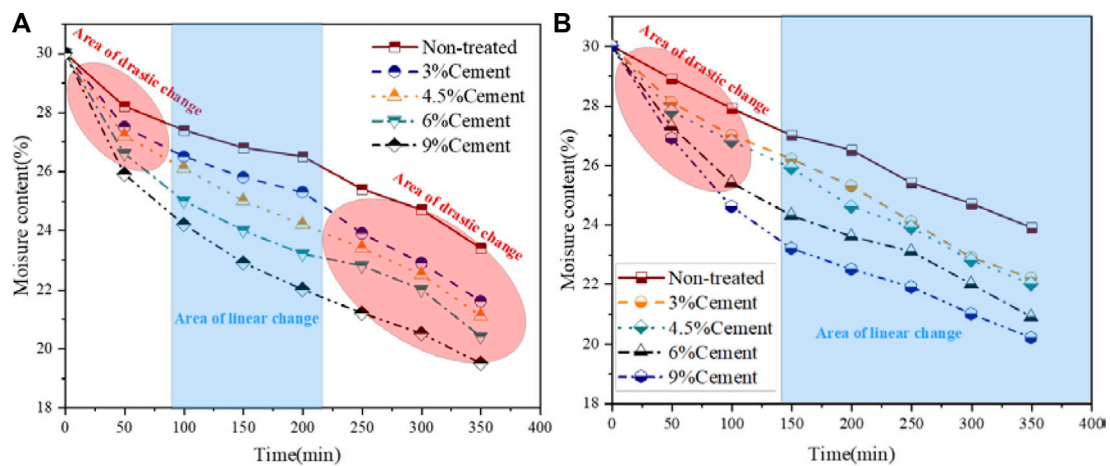 A
Moisture content(%)
30
28
26
24
22
20
18
0
50
100
150
200
250
300
350
400
Time(min)
Area of drastic change
Area of linear change
Area of drastic change
Non-treated
3%Cement
4.5%Cement
6%Cement
9%Cement
B
Moisure content(%)
30
28
26
24
22
20
18
0
50
100
150
200
250
300
350
400
Time(min)
Area of drastic change
Area of linear change
Non-treated
3%Cement
4.5%Cement
6%Cement
9%Cement